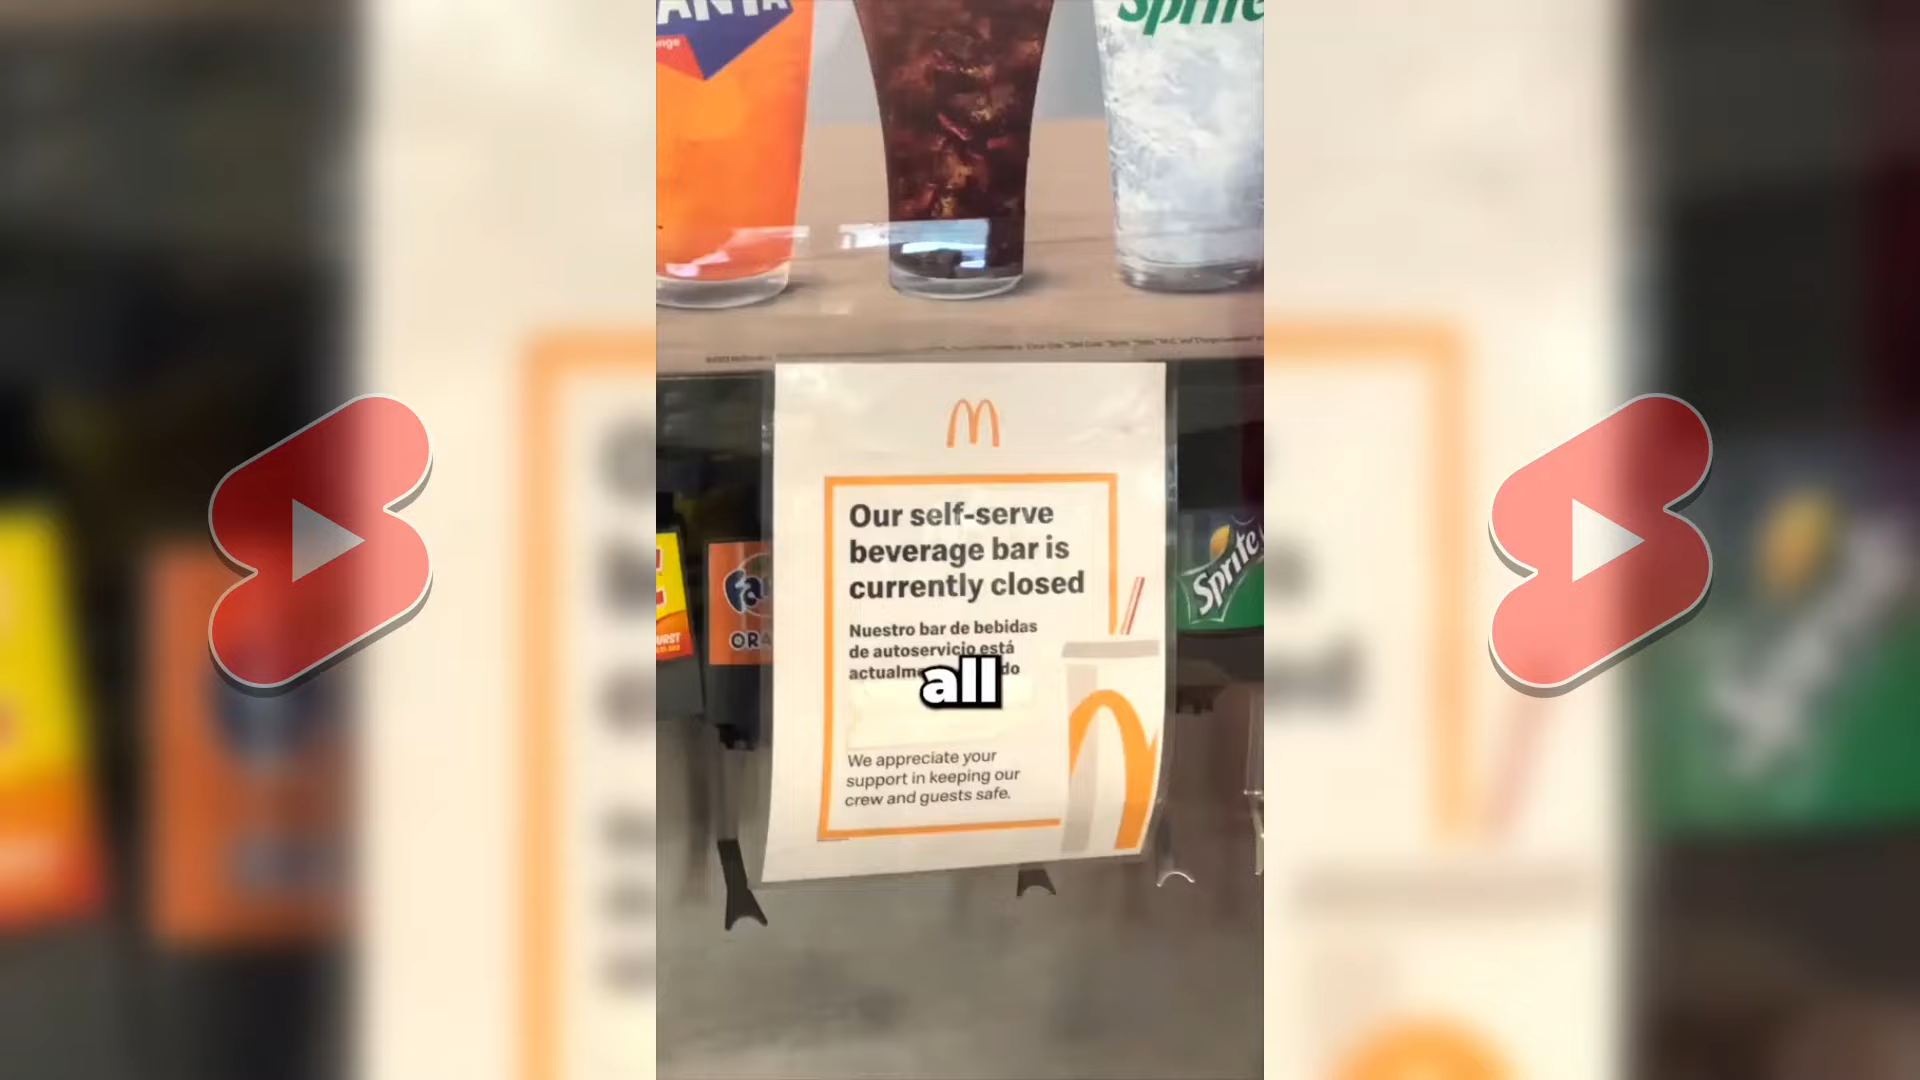 Sprite
Our self-serve
beverage bar is
currently closed
Nuestro bar de bebidas
de autoservicio está
all
We appreciate your
support in keeping our
crew and guests safe.
Sprite